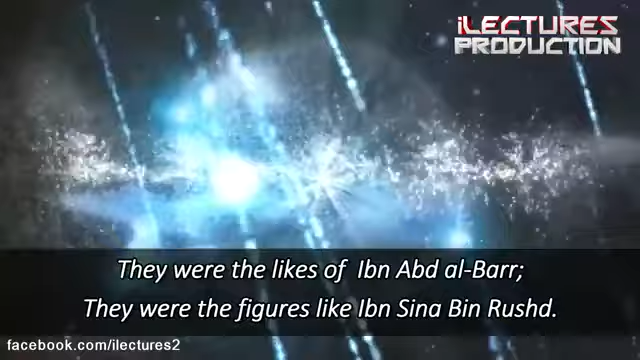 iLECTURES
PRODUCTION
They were the likes of Ibn Abd al-Barr;
They were the figures like Ibn Sina Bin Rushd.
facebook.com/ilectures2